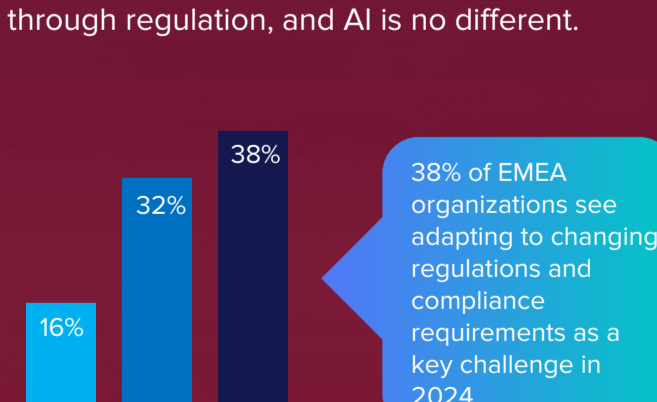 through regulation, and AI is no different.
38%
32%
16%
38% of EMEA
organizations see
adapting to changing
regulations and
compliance
requirements as a
key challenge in
2024